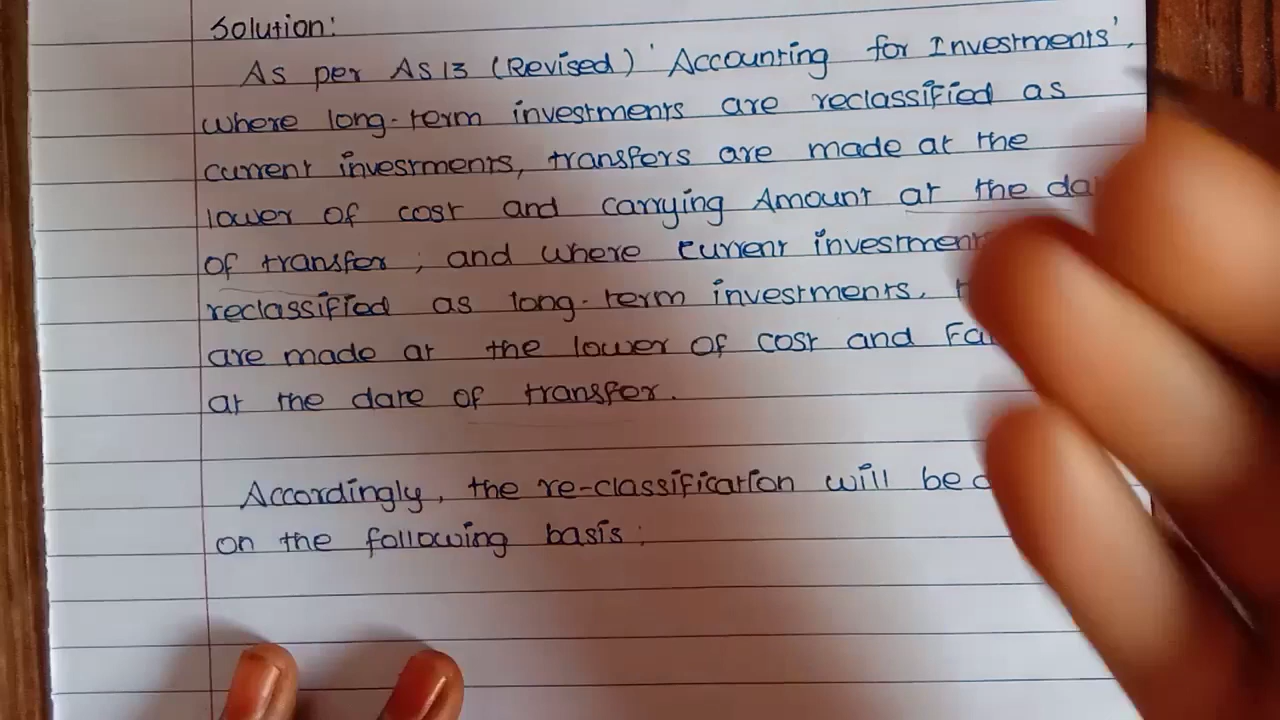 Solution:
As per AS 13 (Revised) 'Accounting for Investments',
where long-term investments are reclassified as
current investments, transfers are made at the
lower of cost and carrying Amount at the
of transfer; and where current investment
reclassified as long-term investments,
are made at the lower of cost and
at the date of transfer.
Accordingly, the re-classification will be
on the following basis: